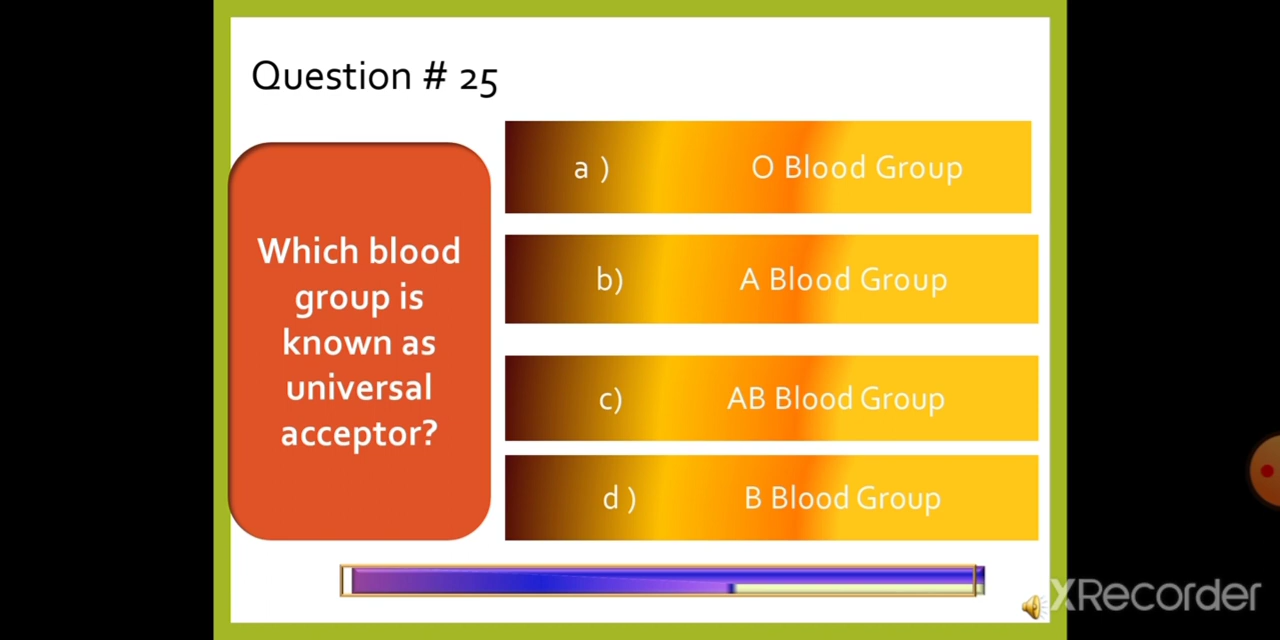 Question # 25
Which blood
group is
known as
universal
acceptor?
a ) O Blood Group
b) A Blood Group
c) AB Blood Group
d ) B Blood Group
XRecorder